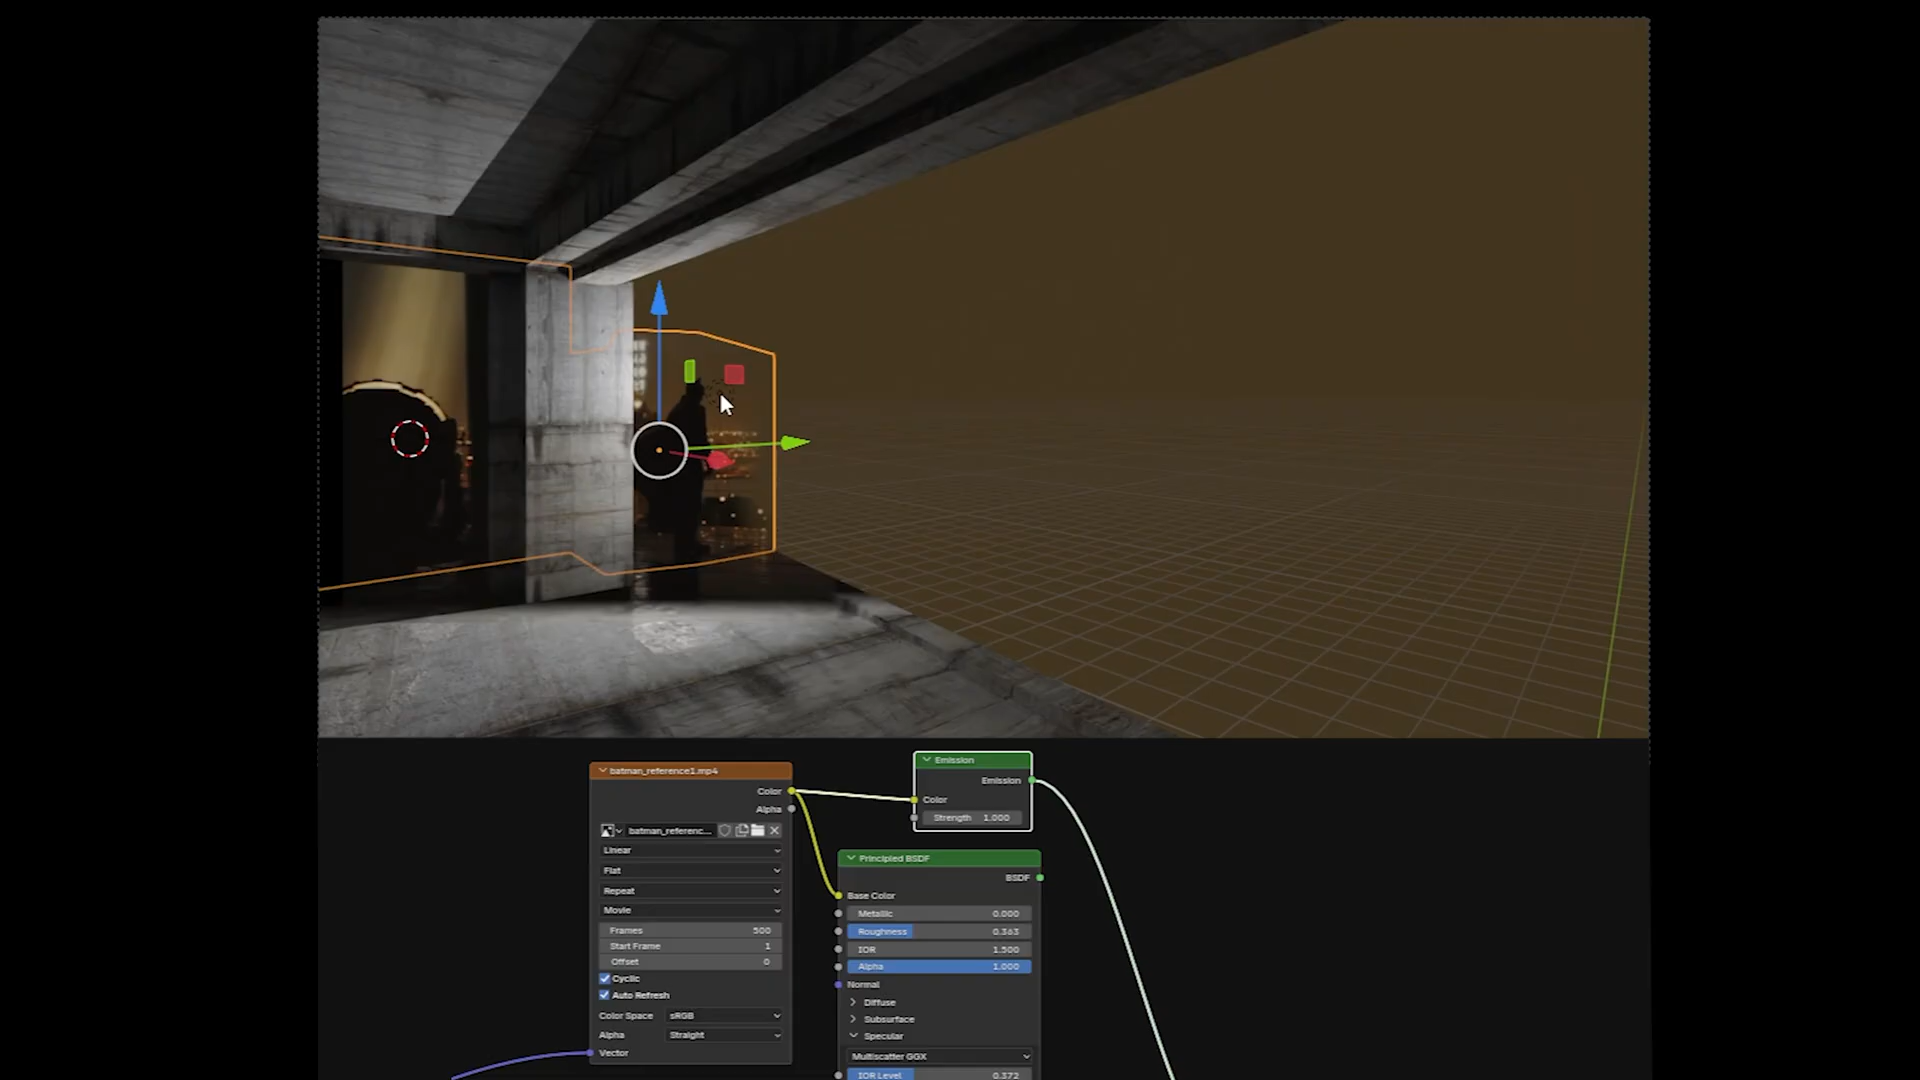 batman_reference1.mp4
Color
Alpha
batman_referenc...
Linear
Flat
Repeat
Movie
Frames 500
Start Frame 1
Offset 0
Cyclic
Auto Refresh
Color Space sRGB
Alpha Straight
Vector
Emission
Emission
Color
Strength 1.000
Principled BSDF
BSDF
Base Color
Metallic 0.000
Roughness 0.363
IOR 1.500
Alpha 1.000
Normal
Diffuse
Subsurface
Specular
Multiscatter GGX
IOR Level 0.372